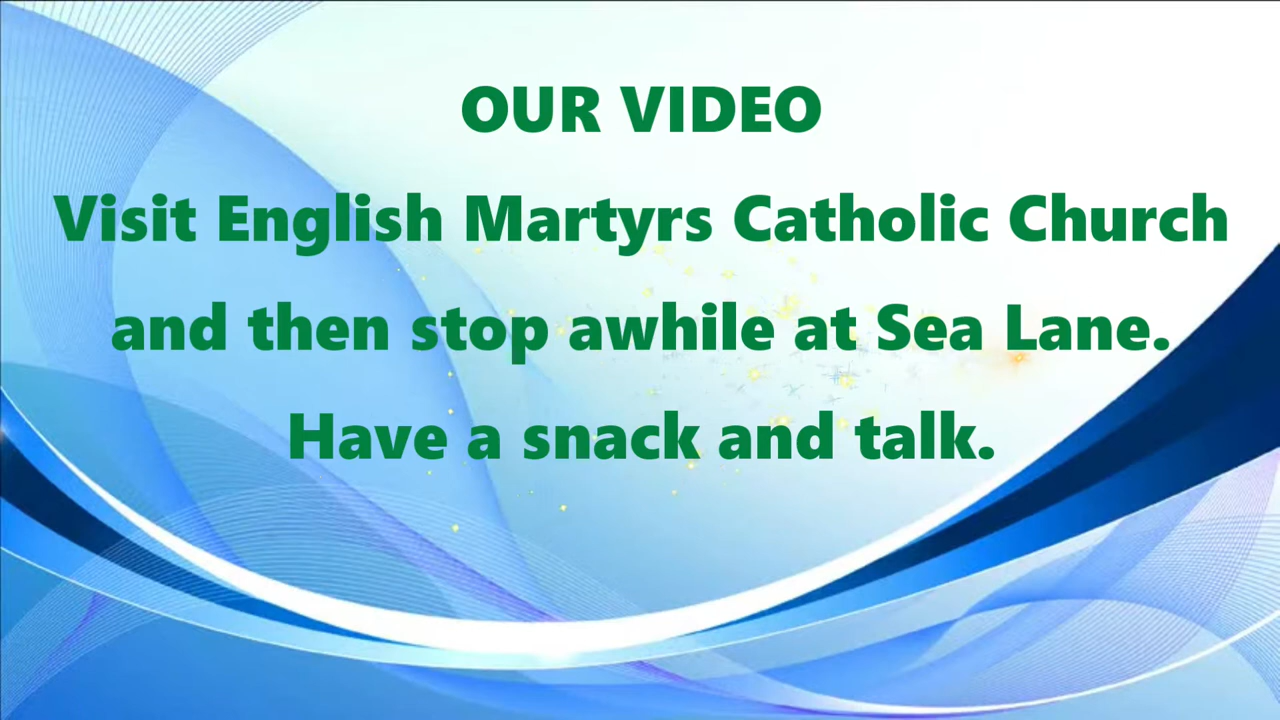 OUR VIDEO
Visit English Martyrs Catholic Church
and then stop awhile at Sea Lane.
Have a snack and talk.